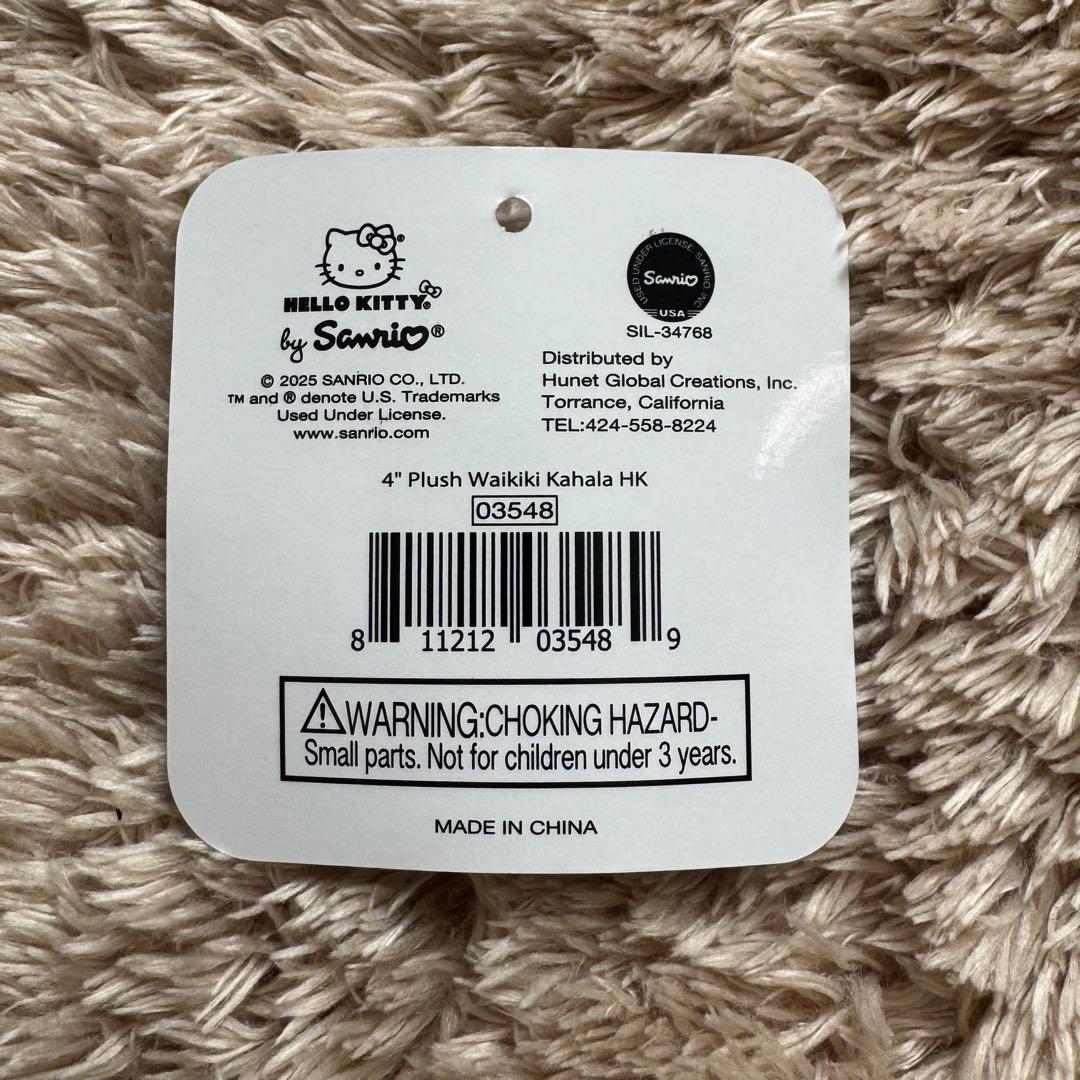 HELLO KITTY®
by Sanrio®
© 2025 SANRIO CO., LTD.
TM and ® denote U.S. Trademarks
Used Under License.
www.sanrio.com
USED UNDER LICENSE SANRIO INC
Sanrio
USA
SIL-34768
Distributed by
Hunet Global Creations, Inc.
Torrance, California
TEL:424-558-8224
4" Plush Waikiki Kahala HK
03548
8 11212 03548 9
⚠WARNING:CHOKING HAZARD-
Small parts. Not for children under 3 years.
MADE IN CHINA